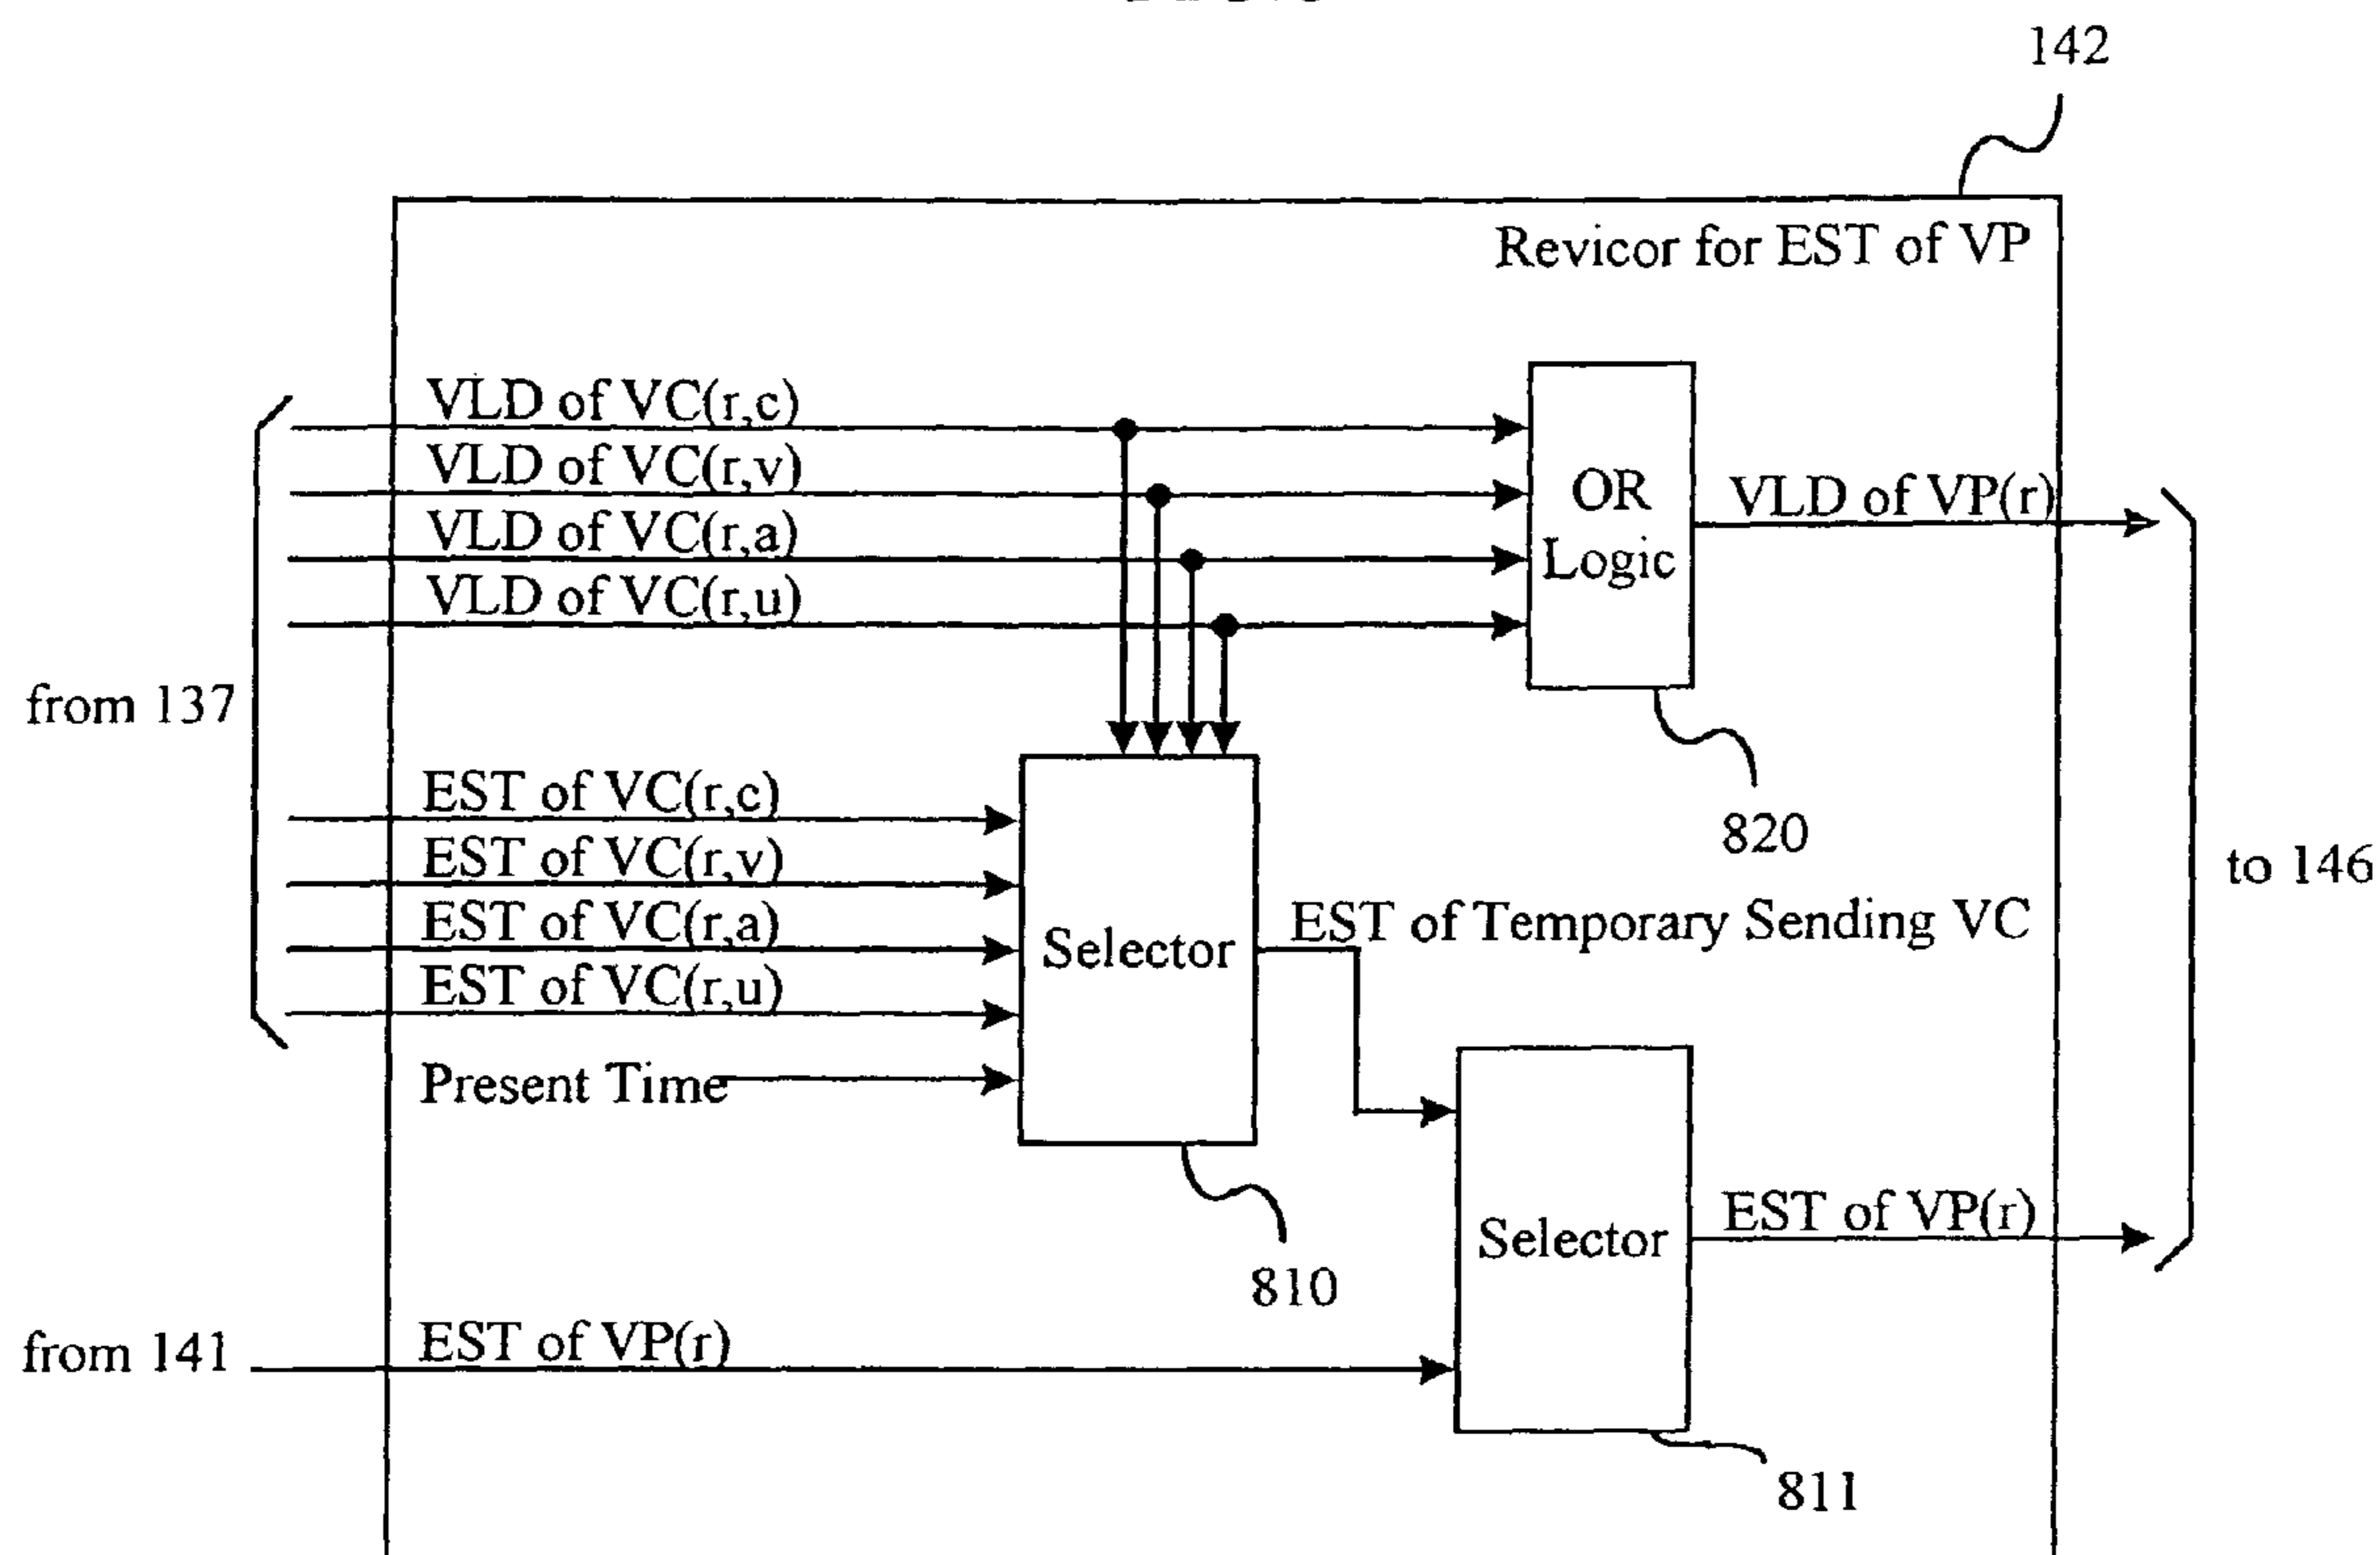 142
Revicor for EST of VP
VLD of VC(r,c)
VLD of VC(r,v)
VLD of VC(r,a)
VLD of VC(r,u)
OR
Logic
VLD of VP(r)
from 137
820
to 146
EST of VC(r,c)
EST of VC(r,v)
EST of VC(r,a)
EST of VC(r,u)
Present Time
Selector
EST of Temporary Sending VC
810
Selector
EST of VP(r)
from 141
EST of VP(r)
811